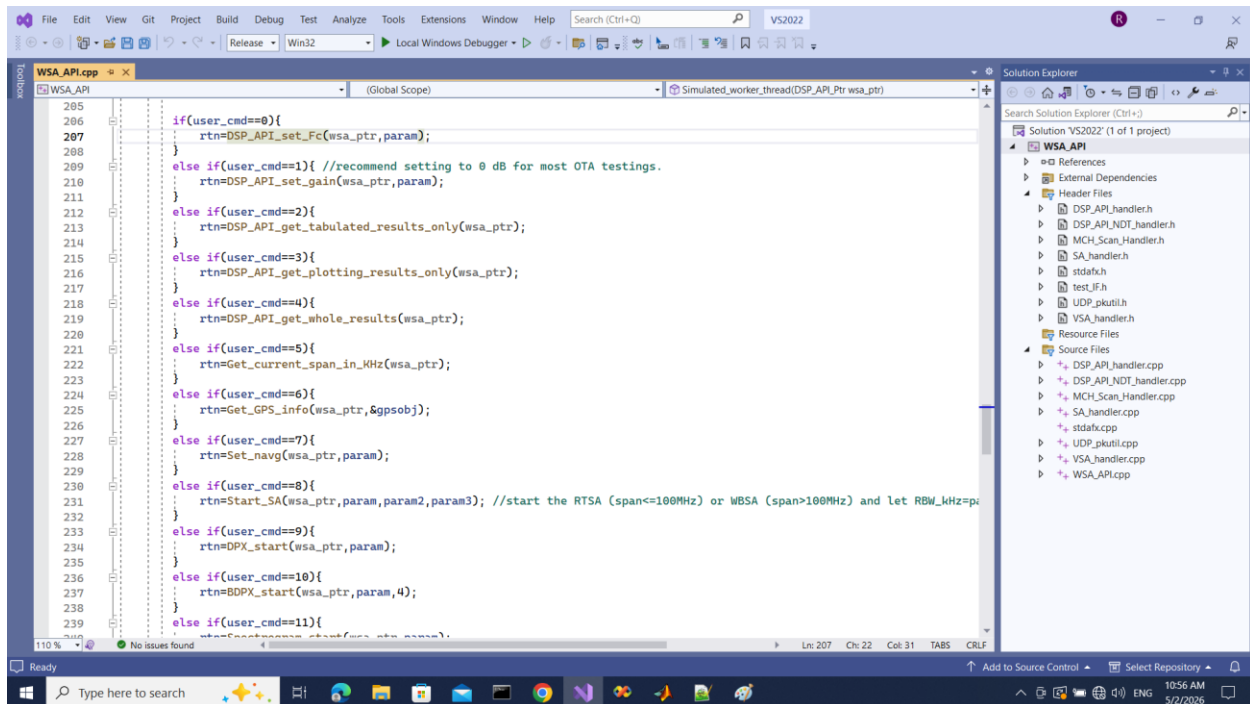 File Edit View Git Project Build Debug Test Analyze Tools Extensions Window Help Search (Ctrl+Q) VS2022 R
Release Win32 Local Windows Debugger
Toolbox
WSA_API.cpp
WSA_API (Global Scope) Simulated_worker_thread(DSP_API_Ptr wsa_ptr)
205
206 if(user_cmd==0){
207 rtn=DSP_API_set_Fc(wsa_ptr,param);
208 }
209 else if(user_cmd==1){ //recommend setting to 0 dB for most OTA testings.
210 rtn=DSP_API_set_gain(wsa_ptr,param);
211 }
212 else if(user_cmd==2){
213 rtn=DSP_API_get_tabulated_results_only(wsa_ptr);
214 }
215 else if(user_cmd==3){
216 rtn=DSP_API_get_plotting_results_only(wsa_ptr);
217 }
218 else if(user_cmd==4){
219 rtn=DSP_API_get_whole_results(wsa_ptr);
220 }
221 else if(user_cmd==5){
222 rtn=Get_current_span_in_KHz(wsa_ptr);
223 }
224 else if(user_cmd==6){
225 rtn=Get_GPS_info(wsa_ptr,&gpsobj);
226 }
227 else if(user_cmd==7){
228 rtn=Set_navg(wsa_ptr,param);
229 }
230 else if(user_cmd==8){
231 rtn=Start_SA(wsa_ptr,param,param2,param3); //start the RTSA (span<=100MHz) or WBSA (span>100MHz) and let RBW_kHz=pa
232 }
233 else if(user_cmd==9){
234 rtn=DPX_start(wsa_ptr,param);
235 }
236 else if(user_cmd==10){
237 rtn=BDPX_start(wsa_ptr,param,4);
238 }
239 else if(user_cmd==11){
240 rtn=Spectrogram_start(wsa_ptr,param);
110 % No issues found Ln: 207 Ch: 22 Col: 31 TABS CRLF
Solution Explorer
Search Solution Explorer (Ctrl+;)
Solution 'VS2022' (1 of 1 project)
WSA_API
References
External Dependencies
Header Files
DSP_API_handler.h
DSP_API_NDT_handler.h
MCH_Scan_Handler.h
SA_handler.h
stdafx.h
test_IF.h
UDP_pkutil.h
VSA_handler.h
Resource Files
Source Files
DSP_API_handler.cpp
DSP_API_NDT_handler.cpp
MCH_Scan_Handler.cpp
SA_handler.cpp
stdafx.cpp
UDP_pkutil.cpp
VSA_handler.cpp
WSA_API.cpp
Ready Add to Source Control Select Repository
Type here to search ENG 10:56 AM
5/2/2026